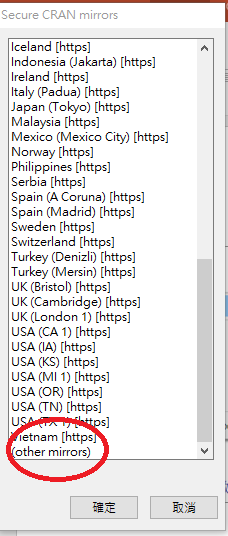 Secure CRAN mirrors
Iceland [https]
Indonesia (Jakarta) [https]
Ireland [https]
Italy (Padua) [https]
Japan (Tokyo) [https]
Malaysia [https]
Mexico (Mexico City) [https]
Norway [https]
Philippines [https]
Serbia [https]
Spain (A Coruna) [https]
Spain (Madrid) [https]
Sweden [https]
Switzerland [https]
Turkey (Denizli) [https]
Turkey (Mersin) [https]
UK (Bristol) [https]
UK (Cambridge) [https]
UK (London 1) [https]
USA (CA 1) [https]
USA (IA) [https]
USA (KS) [https]
USA (MI 1) [https]
USA (OR) [https]
USA (TN) [https]
USA (TX 1) [https]
Vietnam [https]
(other mirrors)
確定 取消